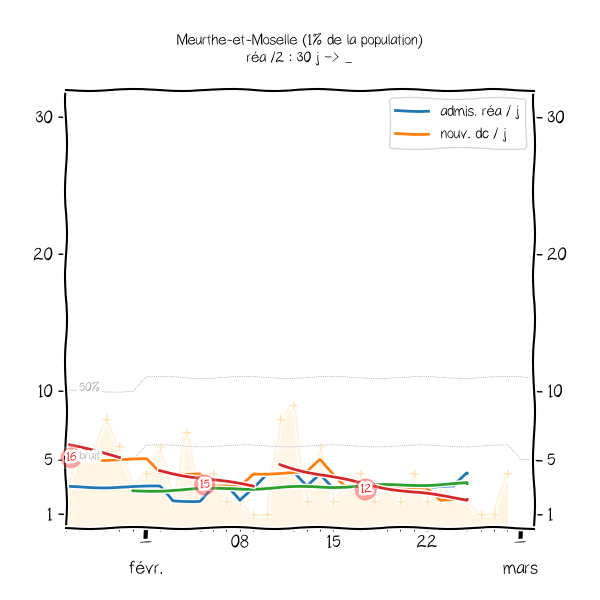 Meurthe-et-Moselle (1% de la population)
réa /2 : 30 j -> _
admis. réa / j
nouv. dc / j
30
30
20
20
50%
10
10
16
bruit
5
5
15
12
1
1
08
15
22
févr.
mars